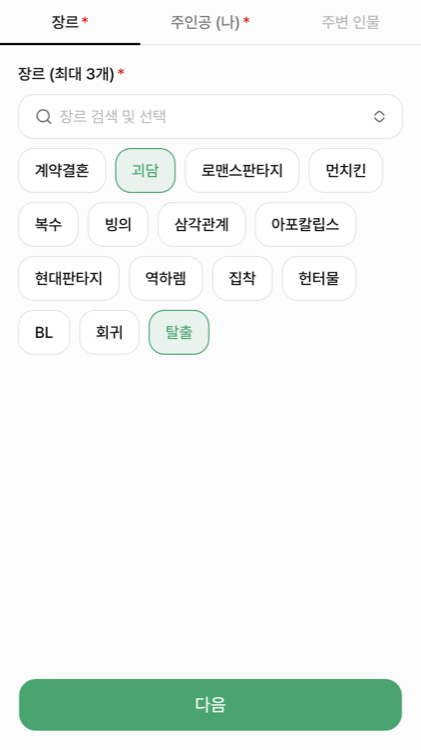 장르 * 주인공 (나) * 주변 인물
장르 (최대 3개) *
장르 검색 및 선택
계약결혼 괴담 로맨스판타지 먼치킨
복수 빙의 삼각관계 아포칼립스
현대판타지 역하렘 집착 헌터물
BL 회귀 탈출
다음